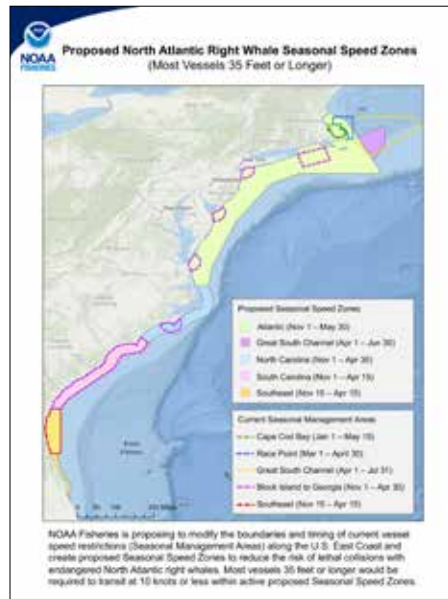 NOAA
FISHERIES
Proposed North Atlantic Right Whale Seasonal Speed Zones
(Most Vessels 35 Feet or Longer)
Proposed Seasonal Speed Zones
Atlantic (Nov 1 – May 30)
Great South Channel (Apr 1 – Jun 30)
North Carolina (Nov 1 – Apr 30)
South Carolina (Nov 1 – Apr 15)
Southeast (Nov 15 – Apr 15)
Current Seasonal Management Areas
Cape Cod Bay (Jan 1 – May 15)
Race Point (Mar 1 – April 30)
Great South Channel (Apr 1 – Jul 31)
Block Island to Georgia (Nov 1 – Apr 30)
Southeast (Nov 15 – Apr 15)
NOAA Fisheries is proposing to modify the boundaries and timing of current vessel
speed restrictions (Seasonal Management Areas) along the U.S. East Coast and
create proposed Seasonal Speed Zones to reduce the risk of lethal collisions with
endangered North Atlantic right whales. Most vessels 35 feet or longer would be
required to transit at 10 knots or less within active proposed Seasonal Speed Zones.